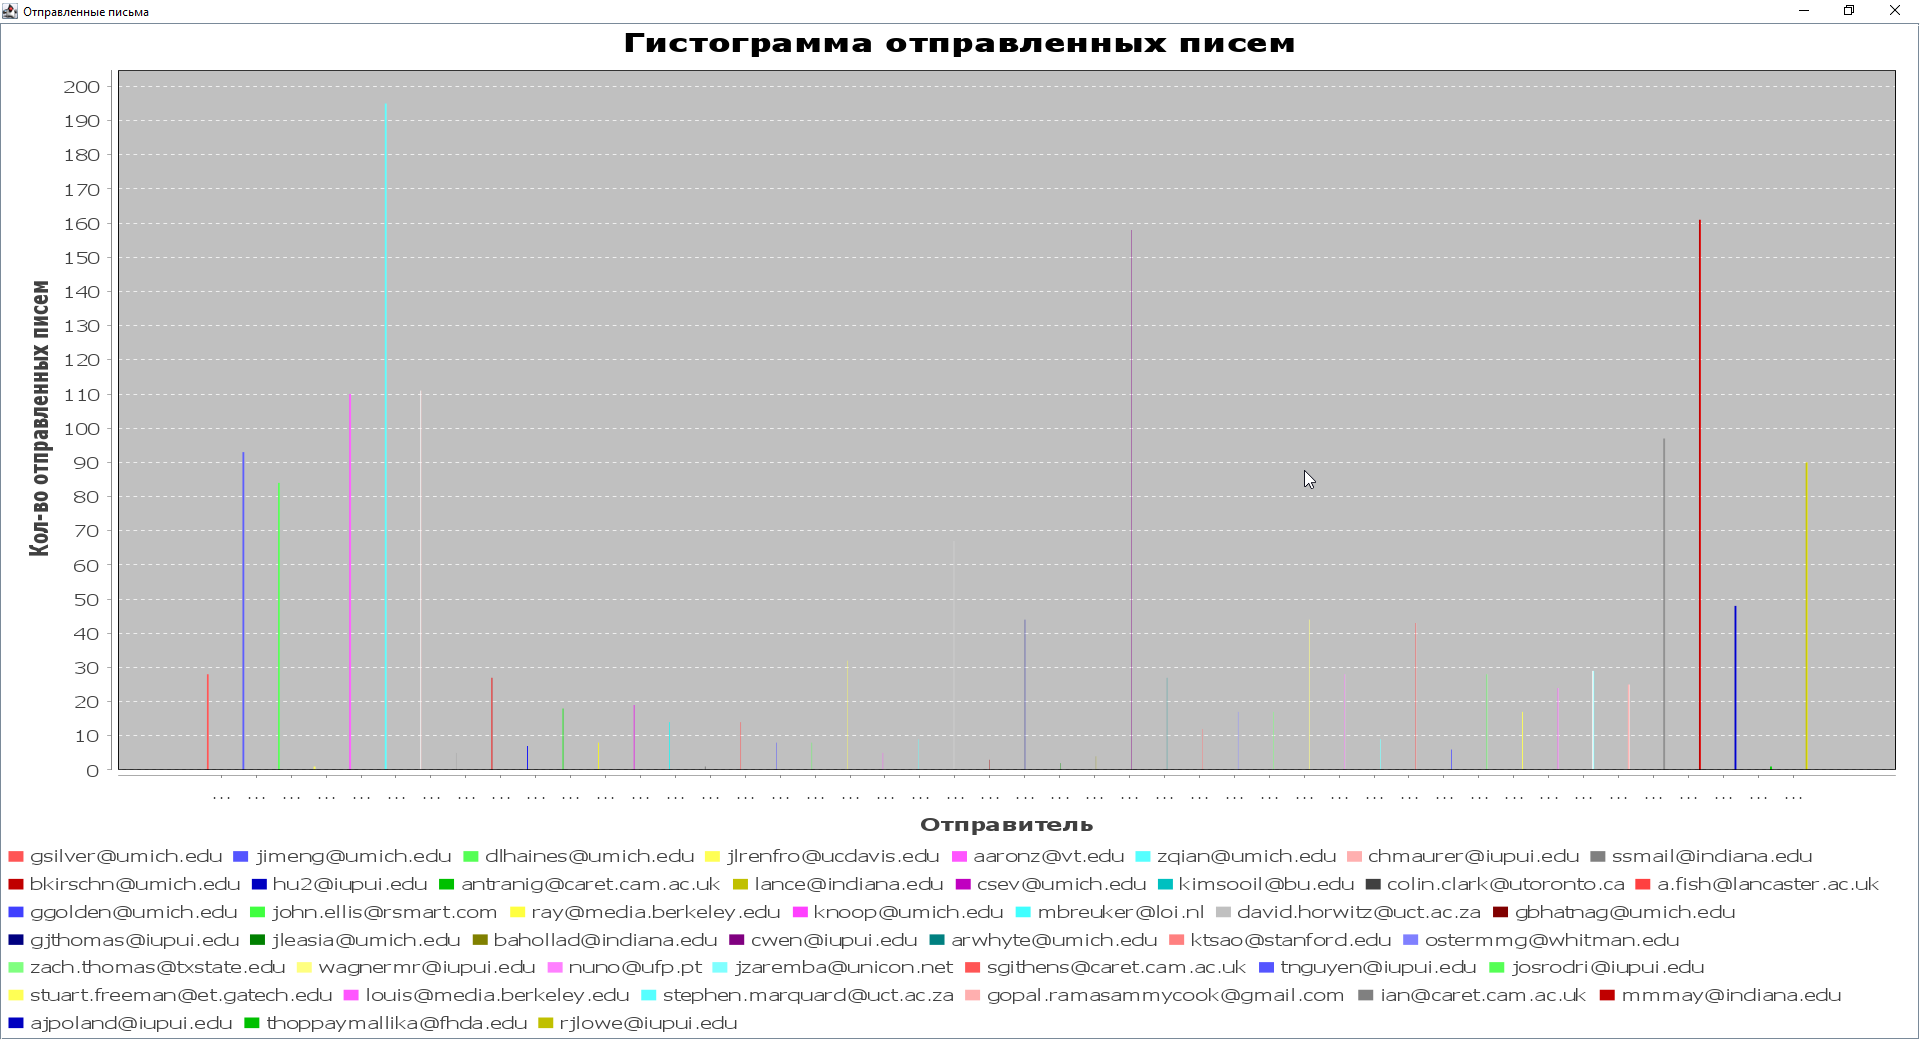 Отправленные письма
Гистограмма отправленных писем
200
190
180
170
160
150
140
130
120
110
100
90
80
70
60
50
40
30
20
10
0
Кол-во отправленных писем
... ... ... ... ... ... ... ... ... ... ... ... ... ... ... ... ... ... ... ... ... ... ... ... ... ... ... ... ... ... ... ... ... ... ... ... ... ... ... ... ... ... ... ... ... ...
Отправитель
gsilver@umich.edu jimeng@umich.edu dlhaines@umich.edu jlrenfro@ucdavis.edu aaronz@vt.edu zqian@umich.edu chmaurer@iupui.edu ssmail@indiana.edu
bkirschn@umich.edu hu2@iupui.edu antranig@caret.cam.ac.uk lance@indiana.edu csev@umich.edu kimsooil@bu.edu colin.clark@utoronto.ca a.fish@lancaster.ac.uk
ggolden@umich.edu john.ellis@rsmart.com ray@media.berkeley.edu knoop@umich.edu mbreuker@loi.nl david.horwitz@uct.ac.za gbhatnag@umich.edu
gjthomas@iupui.edu jleasia@umich.edu bahollad@indiana.edu cwen@iupui.edu arwhyte@umich.edu ktsao@stanford.edu ostermmg@whitman.edu
zach.thomas@txstate.edu wagnermr@iupui.edu nuno@ufp.pt jzaremba@unicon.net sgithens@caret.cam.ac.uk tnguyen@iupui.edu josrodri@iupui.edu
stuart.freeman@et.gatech.edu louis@media.berkeley.edu stephen.marquard@uct.ac.za gopal.ramasammycook@gmail.com ian@caret.cam.ac.uk mmmay@indiana.edu
ajpoland@iupui.edu thoppaymallika@fhda.edu rjlowe@iupui.edu